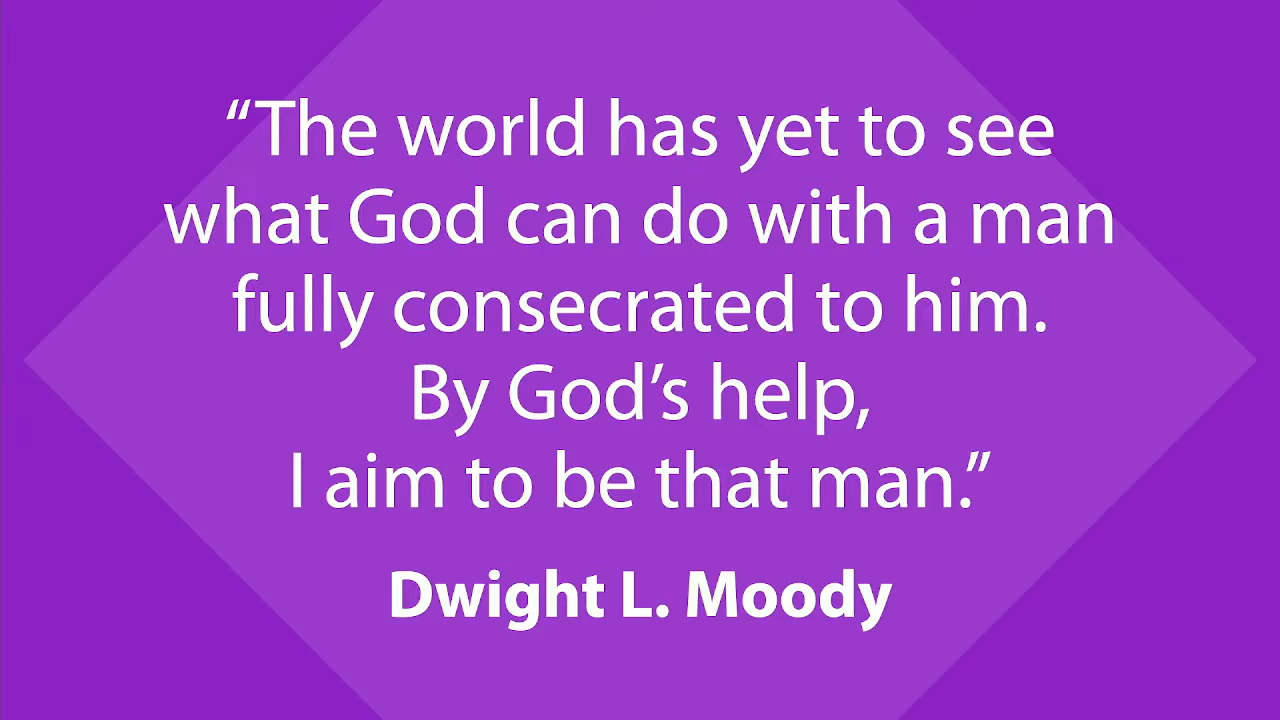 “The world has yet to see
what God can do with a man
fully consecrated to him.
By God’s help,
I aim to be that man.”
Dwight L. Moody